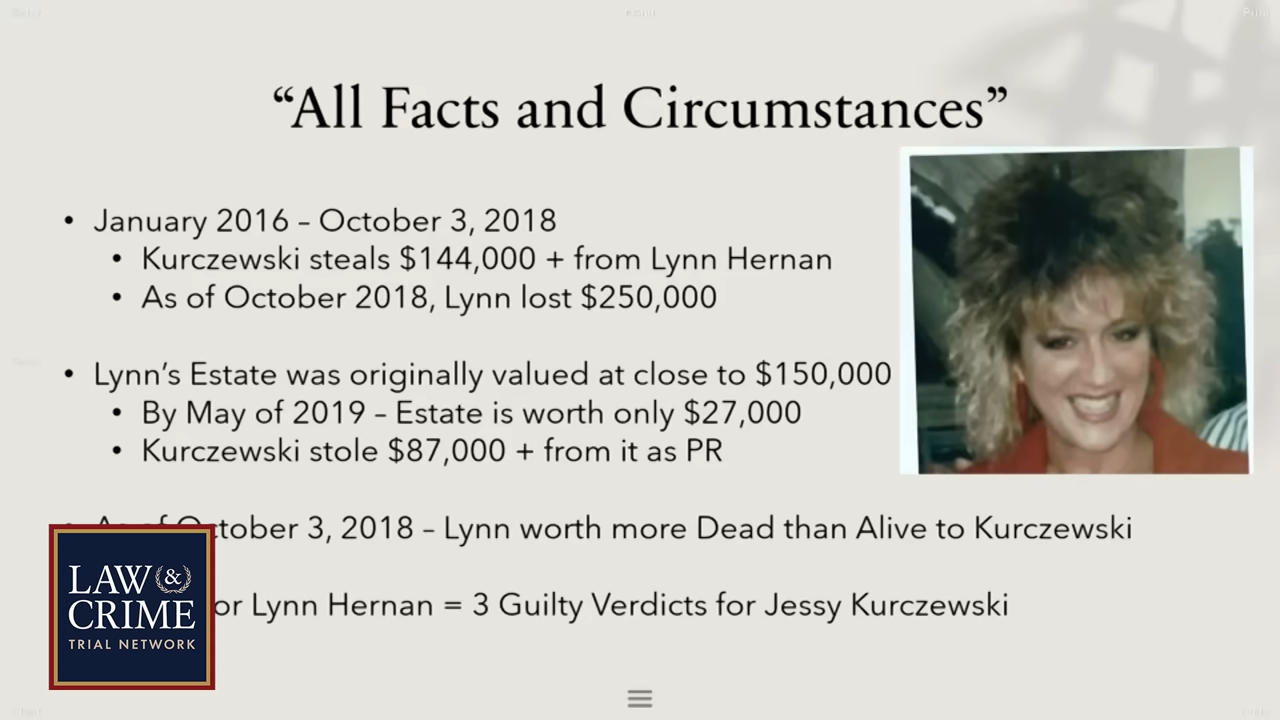 “All Facts and Circumstances”
• January 2016 – October 3, 2018
• Kurczewski steals $144,000 + from Lynn Hernan
• As of October 2018, Lynn lost $250,000
• Lynn’s Estate was originally valued at close to $150,000
• By May of 2019 – Estate is worth only $27,000
• Kurczewski stole $87,000 + from it as PR
• As of October 3, 2018 – Lynn worth more Dead than Alive to Kurczewski
or Lynn Hernan = 3 Guilty Verdicts for Jessy Kurczewski
LAW &
CRIME
TRIAL NETWORK